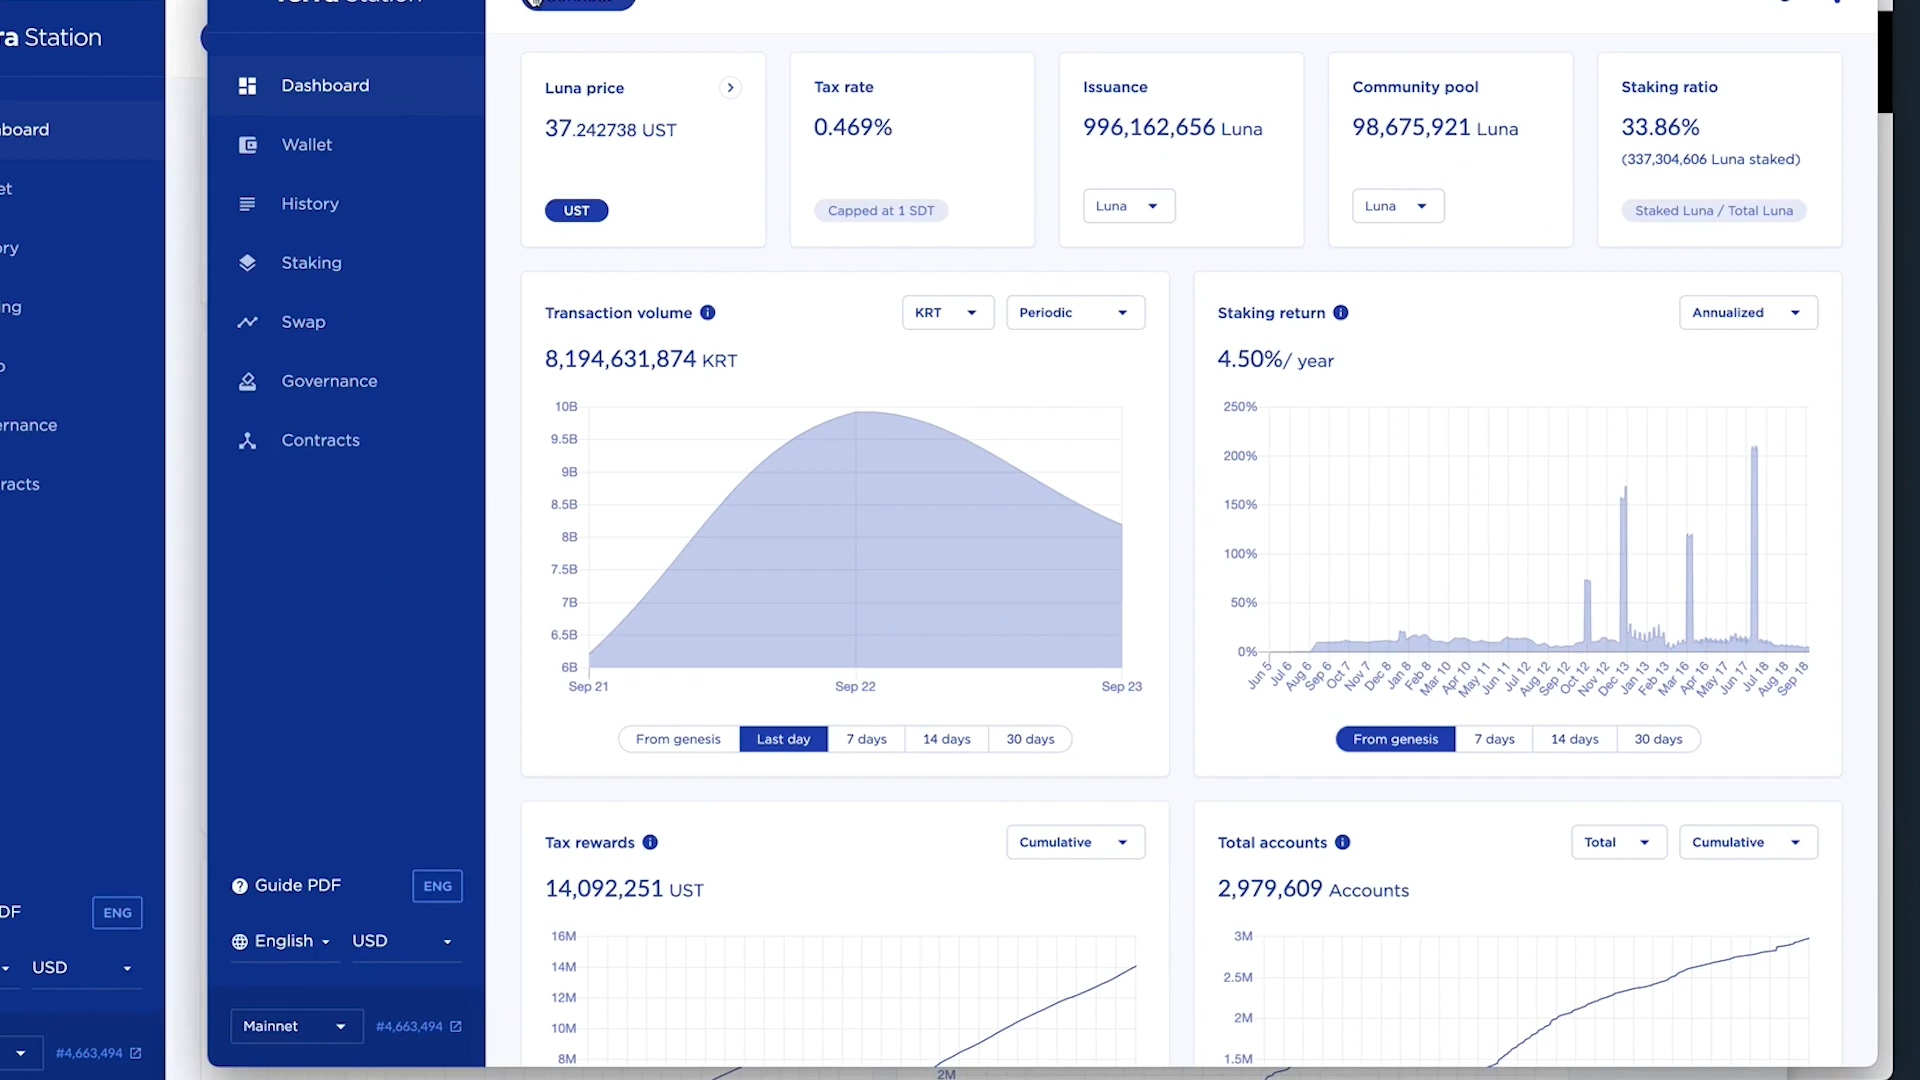 ra Station
board
et
ory
ing
o
ernance
racts
DF
ENG
USD
#4,663,494
Station
Dashboard
Wallet
History
Staking
Swap
Governance
Contracts
Guide PDF
ENG
English
USD
Mainnet
#4,663,494
Luna price
37.242738 UST
UST
Tax rate
0.469%
Capped at 1 SDT
Issuance
996,162,656 Luna
Luna
Community pool
98,675,921 Luna
Luna
Staking ratio
33.86%
(337,304,606 Luna staked)
Staked Luna / Total Luna
Transaction volume
KRT
Periodic
8,194,631,874 KRT
10B
9.5B
9B
8.5B
8B
7.5B
7B
6.5B
6B
Sep 21
Sep 22
Sep 23
From genesis
Last day
7 days
14 days
30 days
Staking return
Annualized
4.50%/ year
250%
200%
150%
100%
50%
0%
Jun 5
Jul 6
Aug 6
Sep 6
Oct 7
Nov 7
Dec 8
Jan 8
Feb 8
Mar 10
Apr 10
May 11
Jun 11
Jul 12
Aug 12
Sep 12
Oct 12
Nov 12
Dec 13
Jan 13
Feb 13
Mar 16
Apr 16
May 17
Jun 17
Jul 18
Aug 18
Sep 18
From genesis
7 days
14 days
30 days
Tax rewards
Cumulative
14,092,251 UST
16M
14M
12M
10M
8M
2M
Total accounts
Total
Cumulative
2,979,609 Accounts
3M
2.5M
2M
1.5M